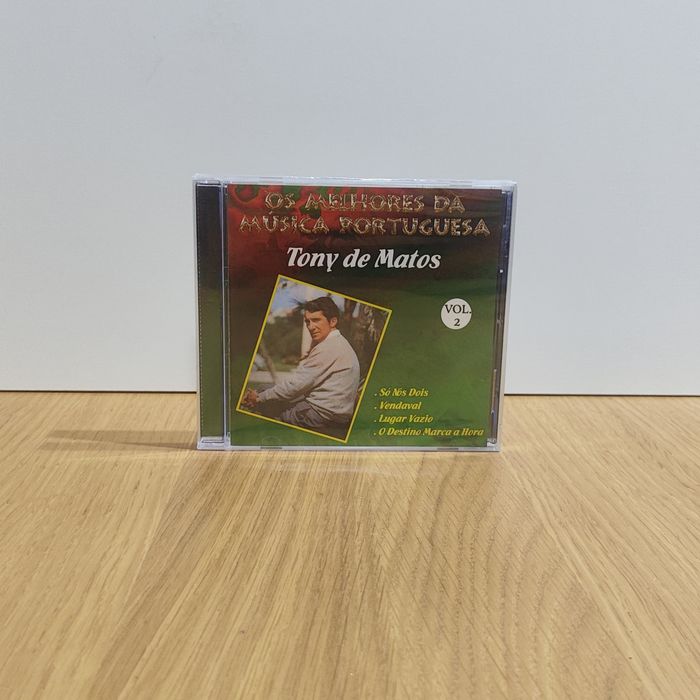 OS MELHORES DA
MÚSICA PORTUGUESA
Tony de Matos
VOL.
2
. Só Nós Dois
. Vendaval
. Lugar Vazio
. O Destino Marca a Hora